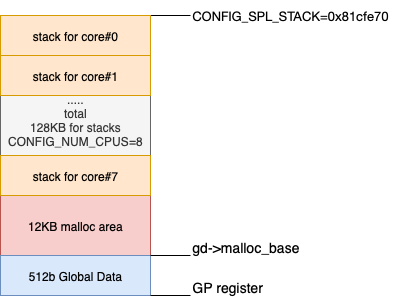 CONFIG_SPL_STACK=0x81cfe70
stack for core#0
stack for core#1
.....
total
128KB for stacks
CONFIG_NUM_CPUS=8
stack for core#7
12KB malloc area
gd->malloc_base
512b Global Data
GP register